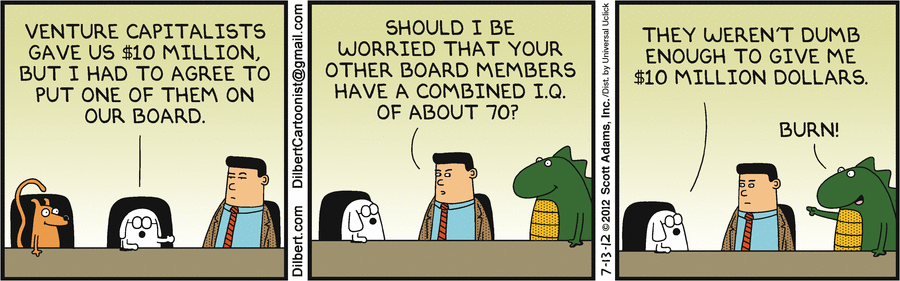 VENTURE CAPITALISTS
GAVE US $10 MILLION,
BUT I HAD TO AGREE TO
PUT ONE OF THEM ON
OUR BOARD.
Dilbert.com DilbertCartoonist@gmail.com
SHOULD I BE
WORRIED THAT YOUR
OTHER BOARD MEMBERS
HAVE A COMBINED I.Q.
OF ABOUT 70?
7-13-12 ©2012 Scott Adams, Inc. /Dist. by Universal Uclick
THEY WEREN'T DUMB
ENOUGH TO GIVE ME
$10 MILLION DOLLARS.
BURN!